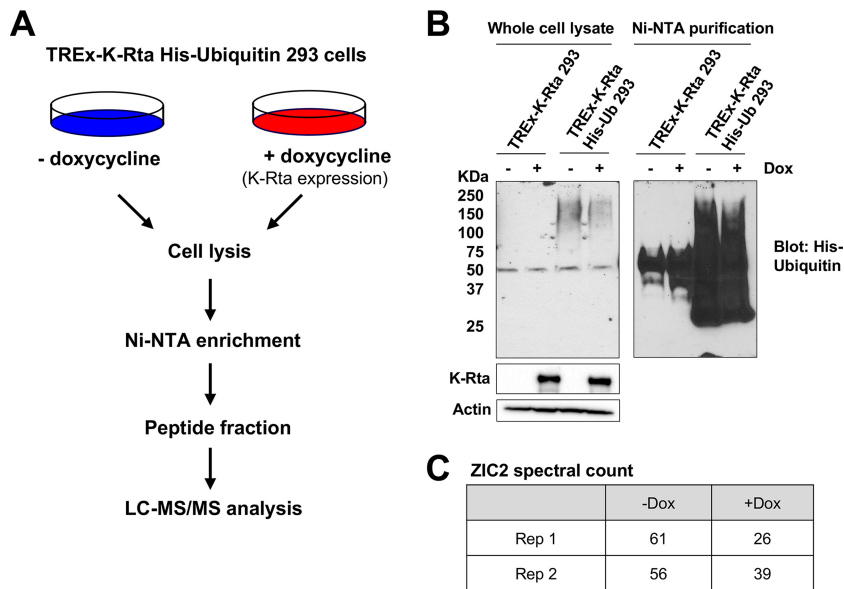 A
TREx-K-Rta His-Ubiquitin 293 cells
- doxycycline
+ doxycycline
(K-Rta expression)
Cell lysis
Ni-NTA enrichment
Peptide fraction
LC-MS/MS analysis
B
Whole cell lysate
Ni-NTA purification
TREx-K-Rta 293
TREx-K-Rta
His-Ub 293
TREx-K-Rta 293
TREx-K-Rta
His-Ub 293
- + - + - + - + Dox
KDa
250
150
100
75
50
37
25
Blot: His-
Ubiquitin
K-Rta
Actin
C
ZIC2 spectral count
-Dox +Dox
Rep 1 61 26
Rep 2 56 39